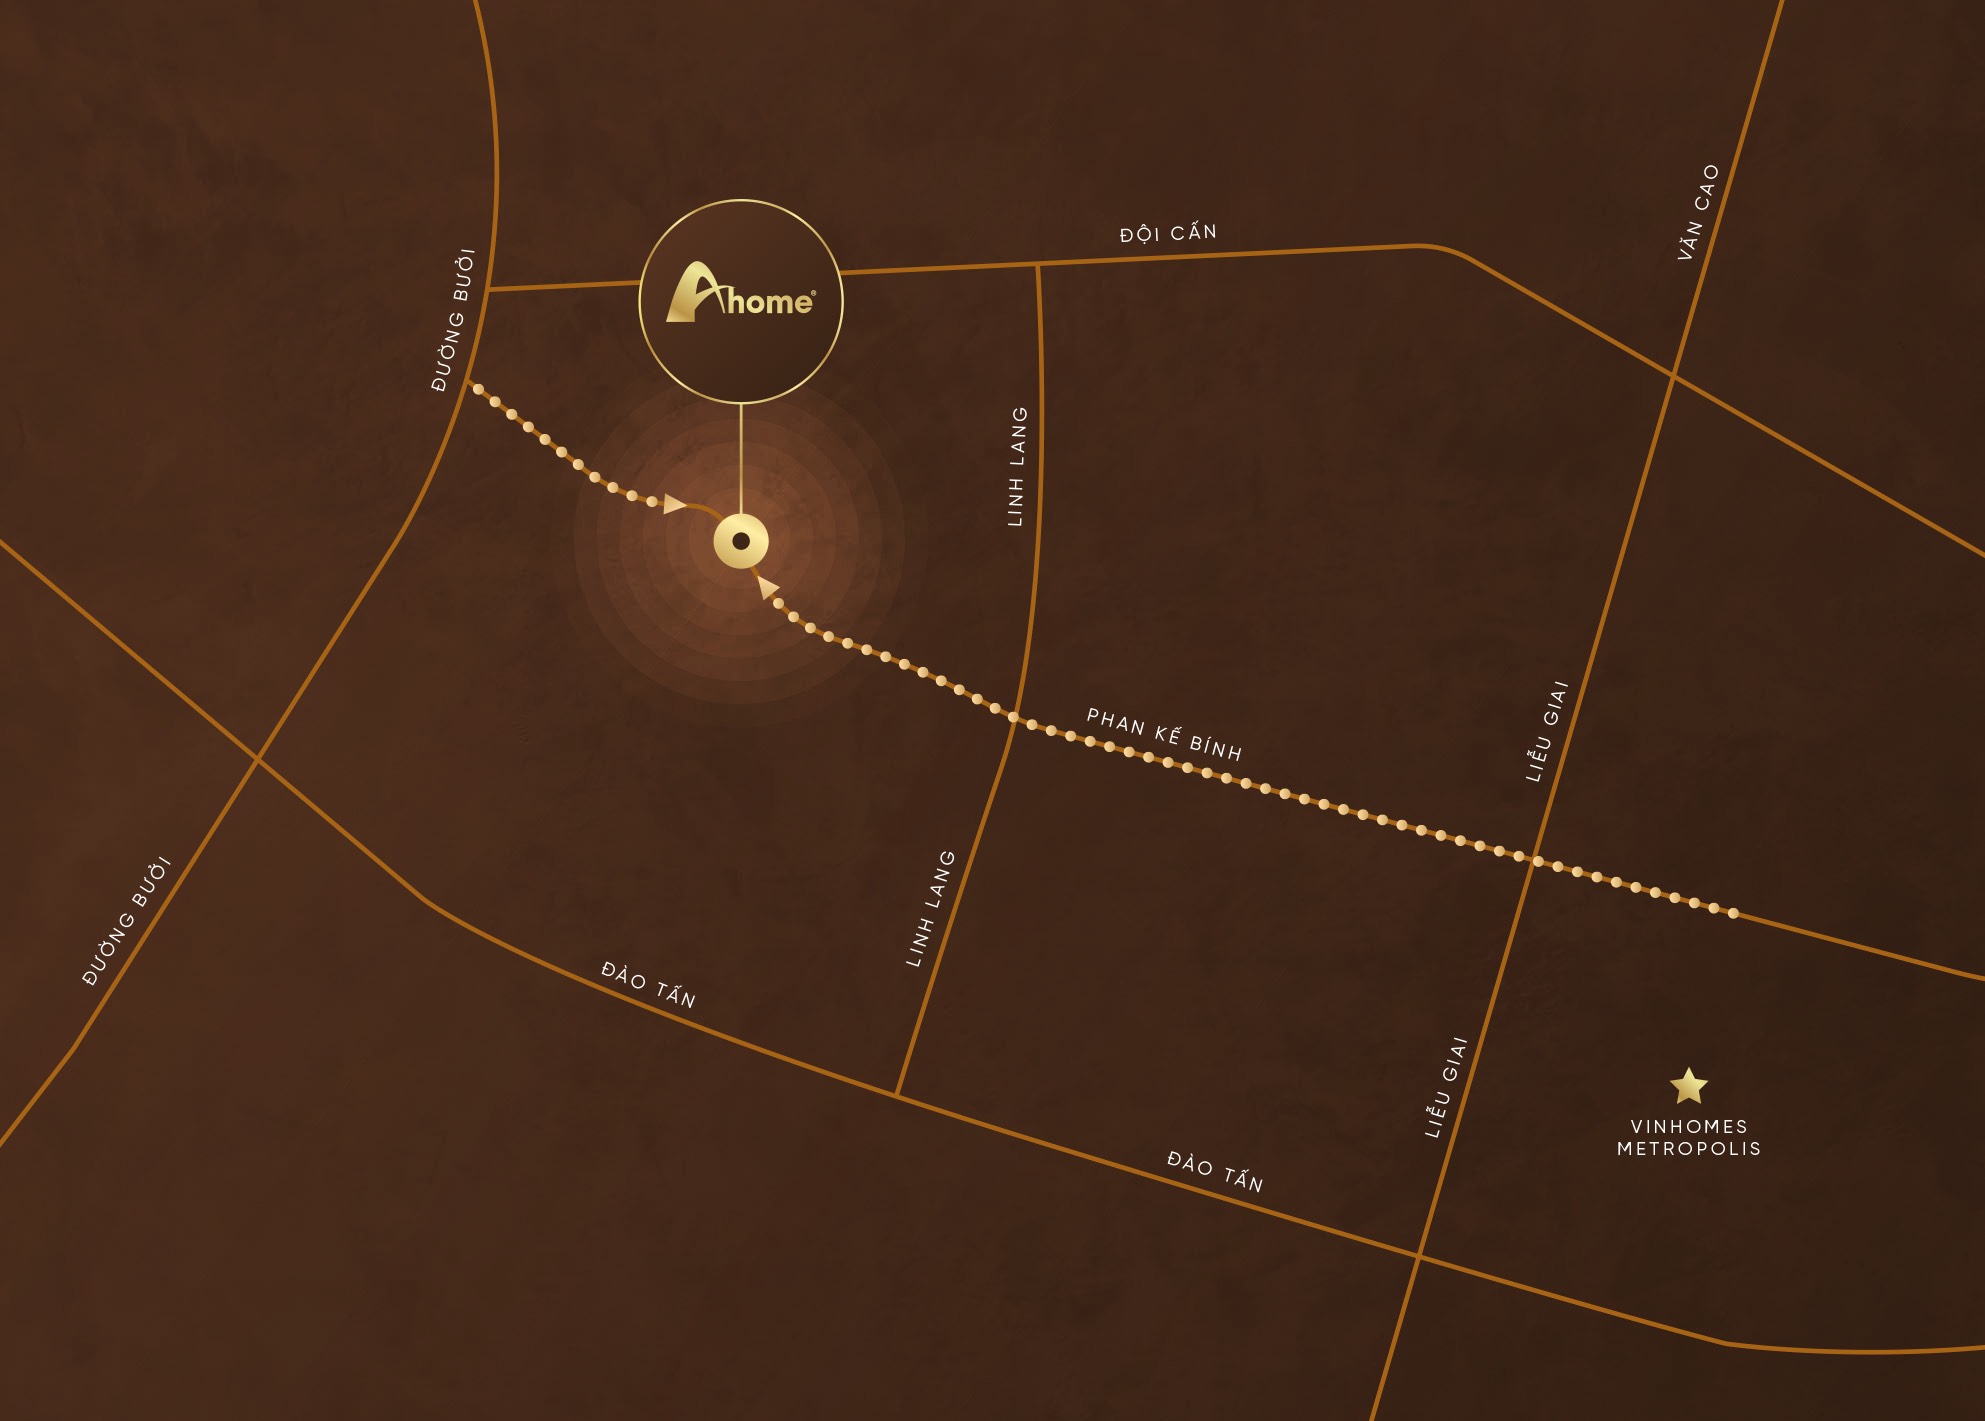 VĂN CAO
ĐỘI CẤN
ĐƯỜNG BƯỞI
Ahome®
LINH LANG
PHAN KẾ BÍNH
LIỄU GIAI
ĐƯỜNG BƯỞI
LINH LANG
ĐÀO TẤN
LIỄU GIAI
VINHOMES
METROPOLIS
ĐÀO TẤN